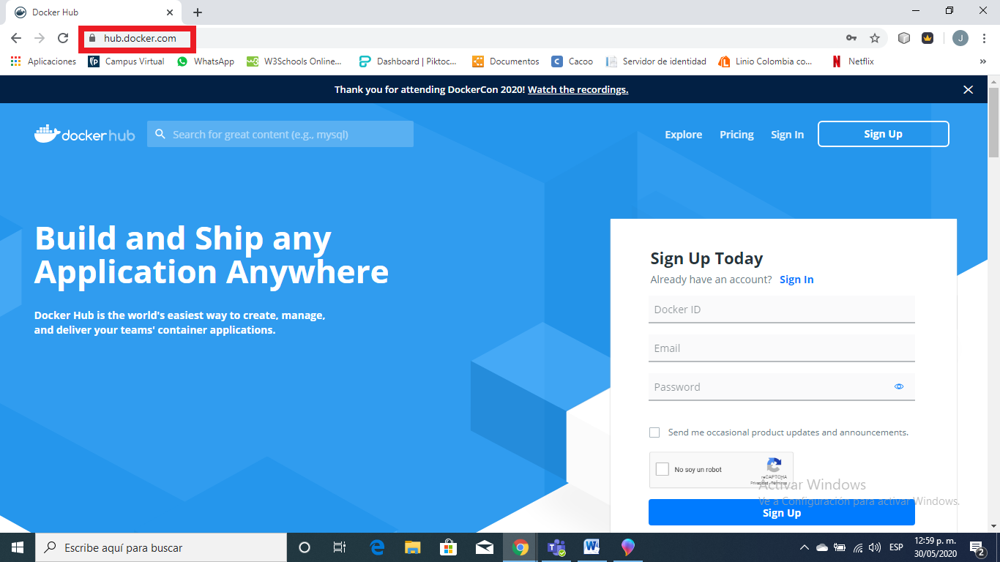 Docker Hub
hub.docker.com
Aplicaciones
Campus Virtual
WhatsApp
W3Schools Online...
Dashboard | Piktoc...
Documentos
Cacoo
Servidor de identidad
Linio Colombia co...
Netflix
»
Thank you for attending DockerCon 2020! Watch the recordings.
docker hub
Search for great content (e.g., mysql)
Explore
Pricing
Sign In
Sign Up
Build and Ship any
Application Anywhere
Docker Hub is the world's easiest way to create, manage,
and deliver your teams' container applications.
Sign Up Today
Already have an account? Sign In
Docker ID
Email
Password
Send me occasional product updates and announcements.
No soy un robot
reCAPTCHA
Privacidad - Términos
Activar Windows
Ve a Configuración para activar Windows.
Sign Up
Escribe aquí para buscar
ESP
12:59 p. m.
30/05/2020
2
J